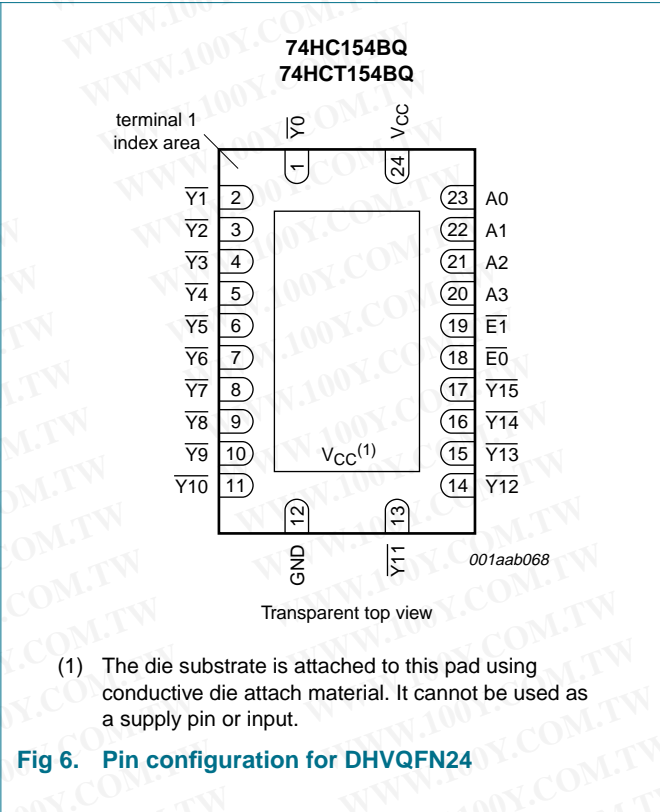 74HC154BQ
74HCT154BQ
terminal 1
index area
Y0
VCC
1
24
Y1 2
23 A0
Y2 3
22 A1
Y3 4
21 A2
Y4 5
20 A3
Y5 6
19 E1
Y6 7
18 E0
Y7 8
17 Y15
Y8 9
16 Y14
Y9 10
VCC(1)
15 Y13
Y10 11
14 Y12
12
13
GND
Y11
001aab068
Transparent top view
(1) The die substrate is attached to this pad using
conductive die attach material. It cannot be used as
a supply pin or input.
Fig 6. Pin configuration for DHVQFN24
WWW.100Y.COM.TW